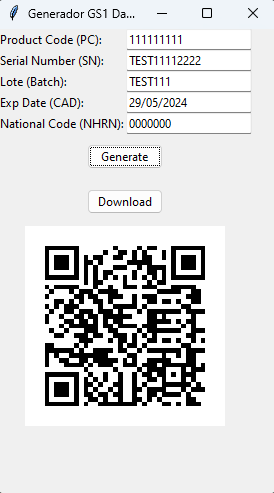 Generador GS1 Da...
Product Code (PC): 111111111
Serial Number (SN): TEST11112222
Lote (Batch): TEST111
Exp Date (CAD): 29/05/2024
National Code (NHRN): 0000000
Generate
Download